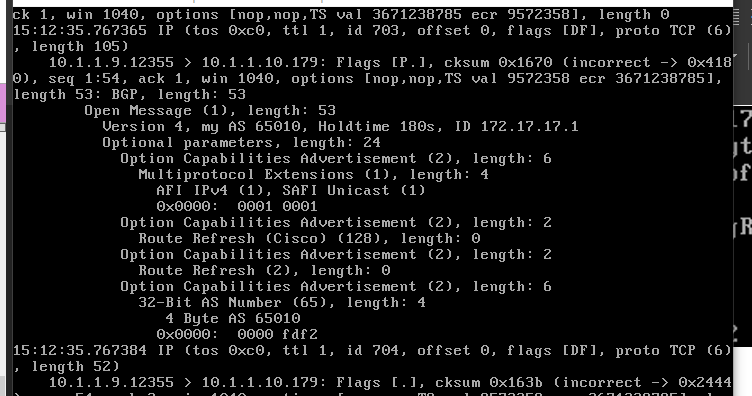 ck 1, win 1040, options [nop,nop,TS val 3671238785 ecr 9572358], length 0
15:12:35.767365 IP (tos 0xc0, ttl 1, id 703, offset 0, flags [DF], proto TCP (6)
, length 105)
10.1.1.9.12355 > 10.1.1.10.179: Flags [P.], cksum 0x1670 (incorrect -> 0x418
0), seq 1:54, ack 1, win 1040, options [nop,nop,TS val 9572358 ecr 3671238785],
length 53: BGP, length: 53
Open Message (1), length: 53
Version 4, my AS 65010, Holdtime 180s, ID 172.17.17.1
Optional parameters, length: 24
Option Capabilities Advertisement (2), length: 6
Multiprotocol Extensions (1), length: 4
AFI IPv4 (1), SAFI Unicast (1)
0x0000:  0001 0001
Option Capabilities Advertisement (2), length: 2
Route Refresh (Cisco) (128), length: 0
Option Capabilities Advertisement (2), length: 2
Route Refresh (2), length: 0
Option Capabilities Advertisement (2), length: 6
32-Bit AS Number (65), length: 4
4 Byte AS 65010
0x0000:  0000 fdf2
15:12:35.767384 IP (tos 0xc0, ttl 1, id 704, offset 0, flags [DF], proto TCP (6)
, length 52)
10.1.1.9.12355 > 10.1.1.10.179: Flags [.], cksum 0x163b (incorrect -> 0x2444